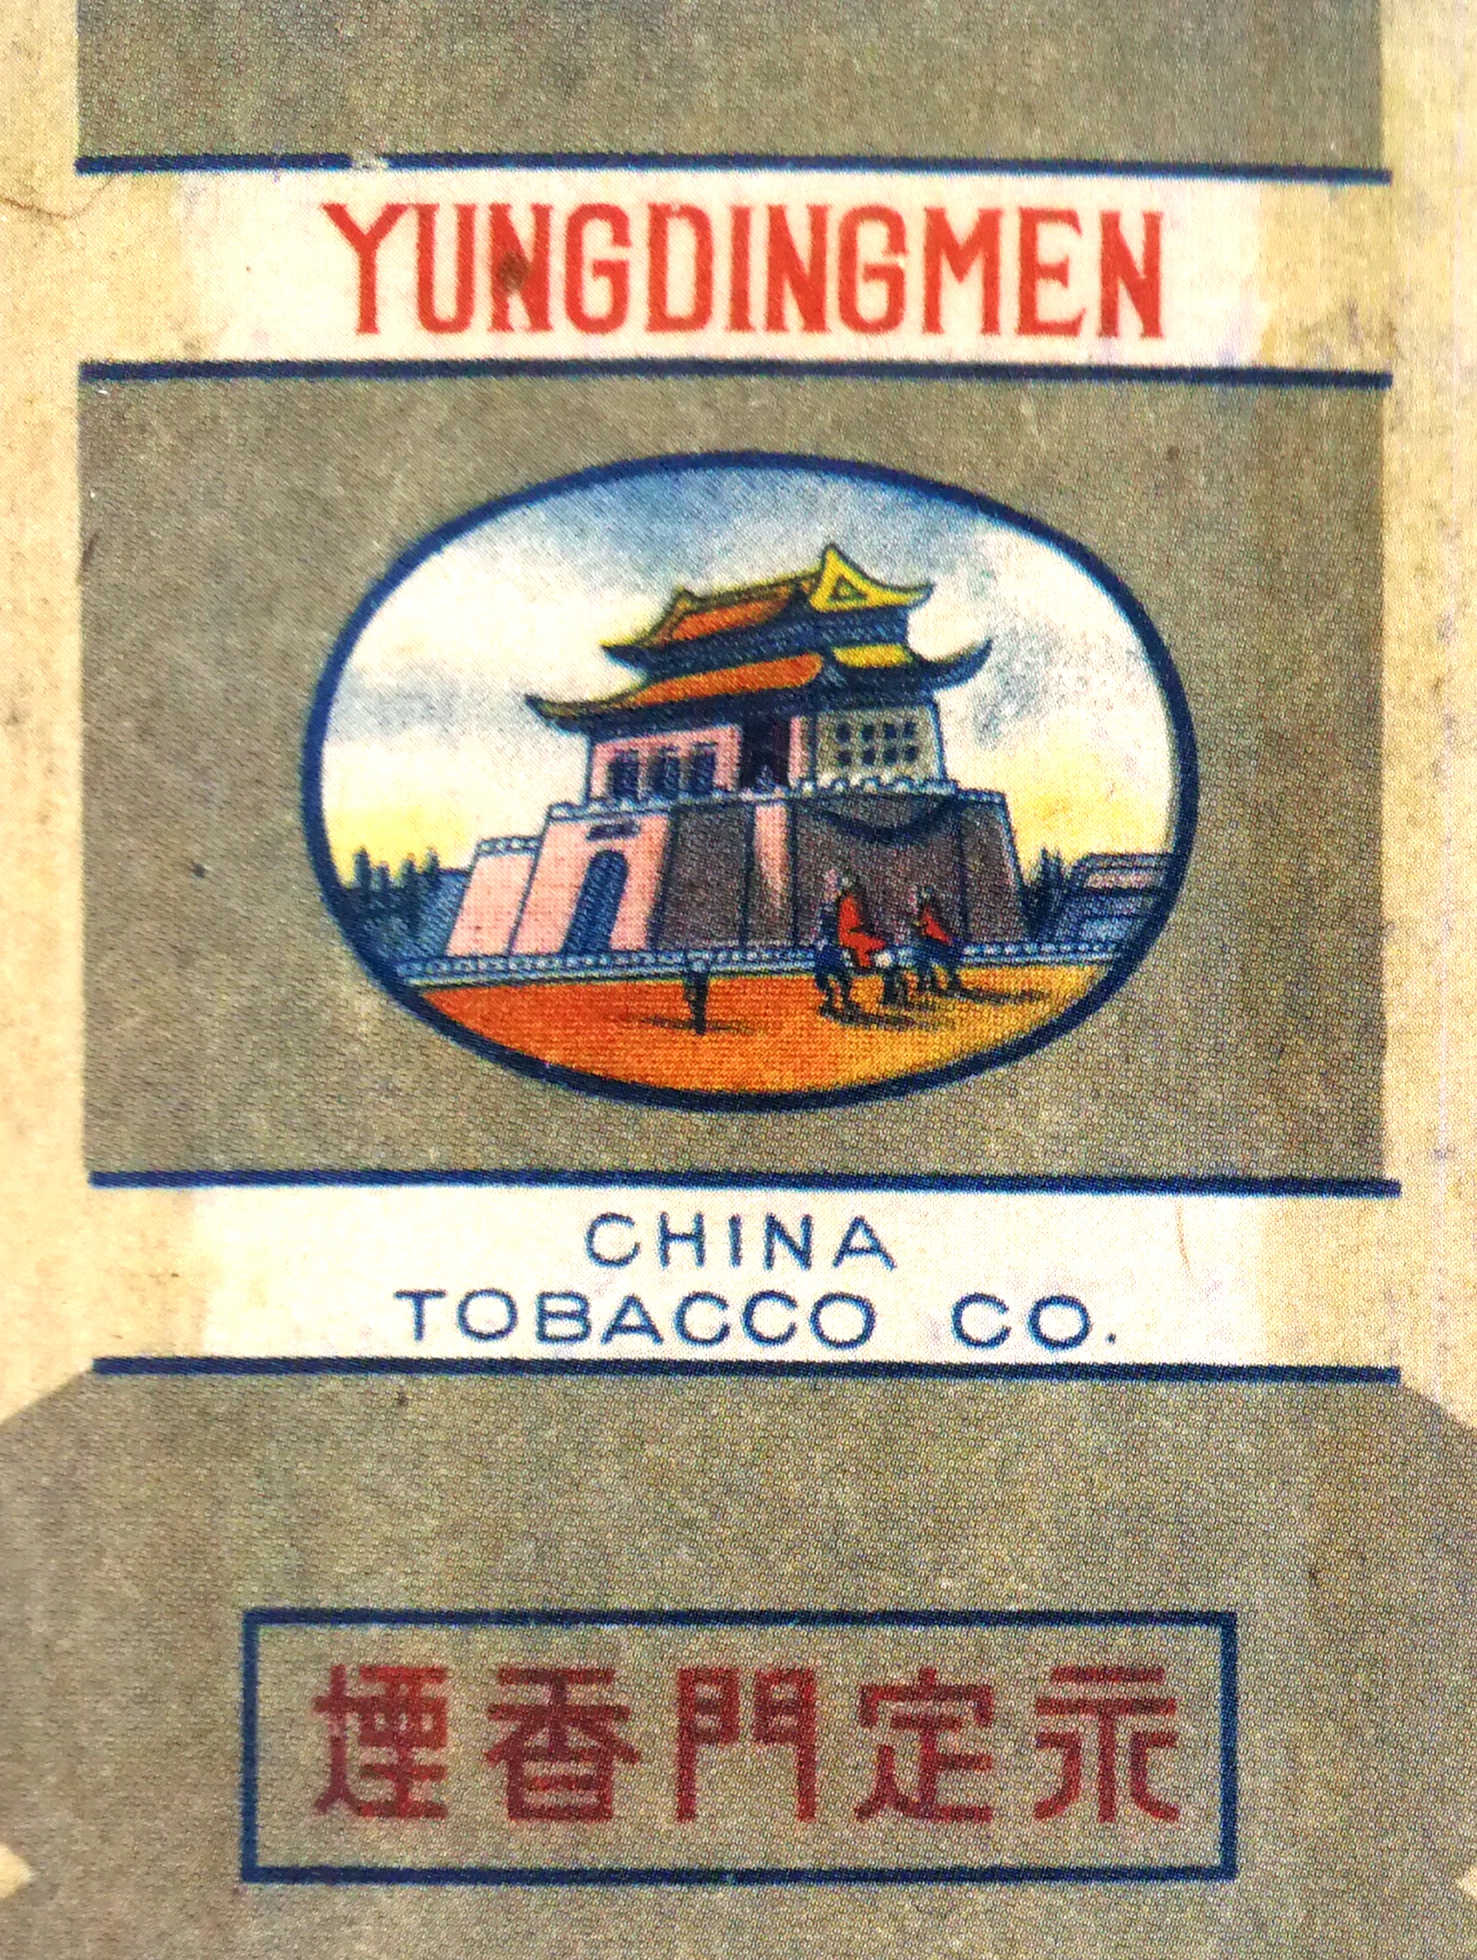 YUNGDINGMEN
CHINA
TOBACCO CO.
永定門香煙